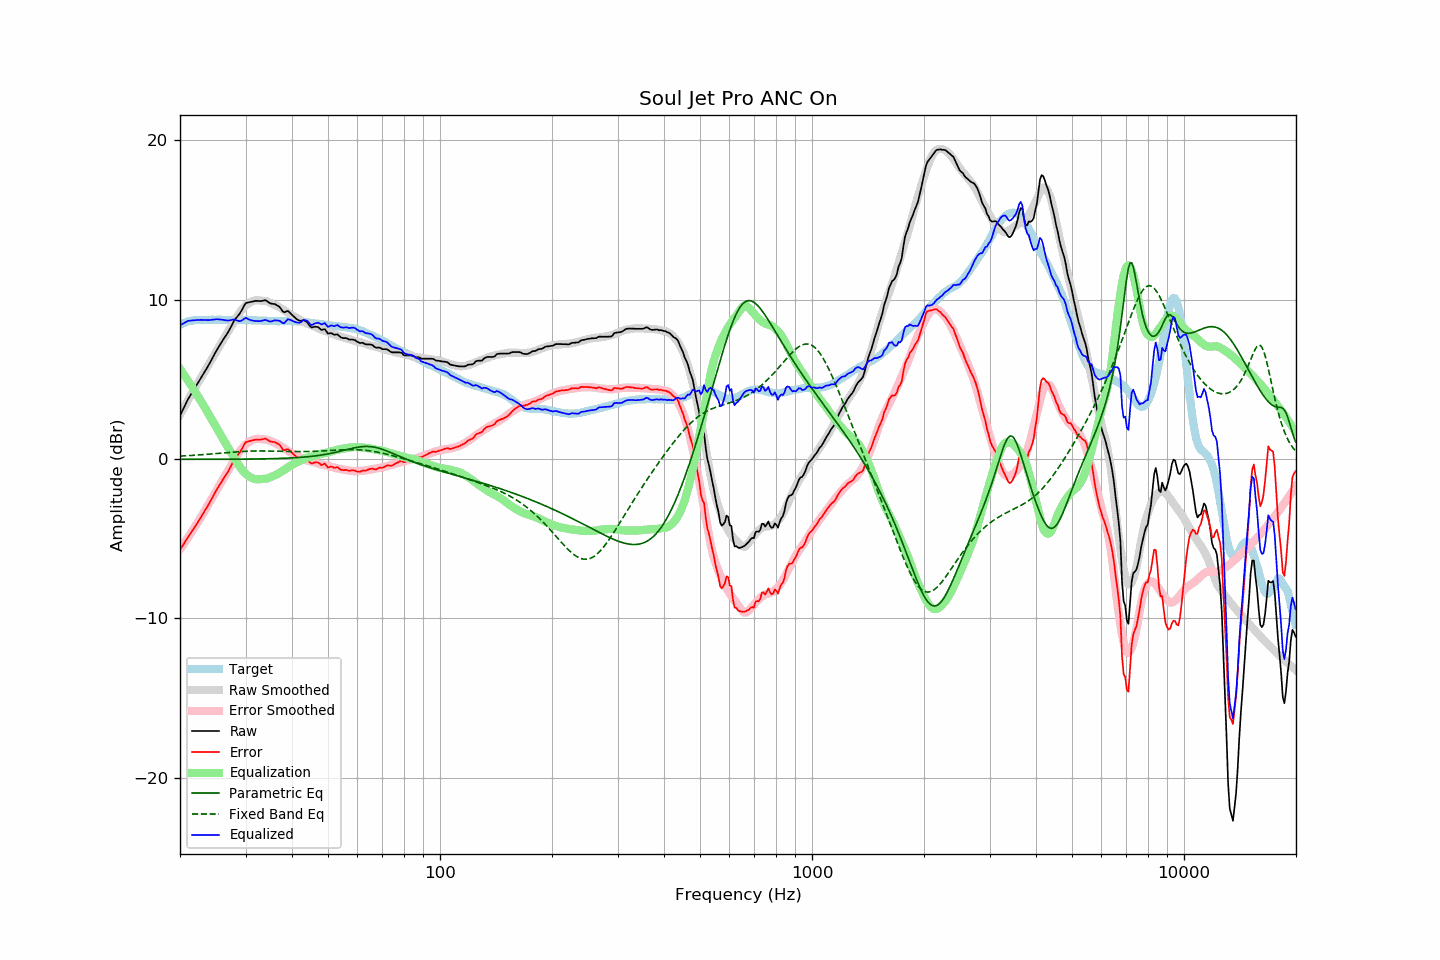 Soul Jet Pro ANC On
20
10
0
−10
−20
Amplitude (dBr)
100
1000
10000
Frequency (Hz)
Target
Raw Smoothed
Error Smoothed
Raw
Error
Equalization
Parametric Eq
Fixed Band Eq
Equalized